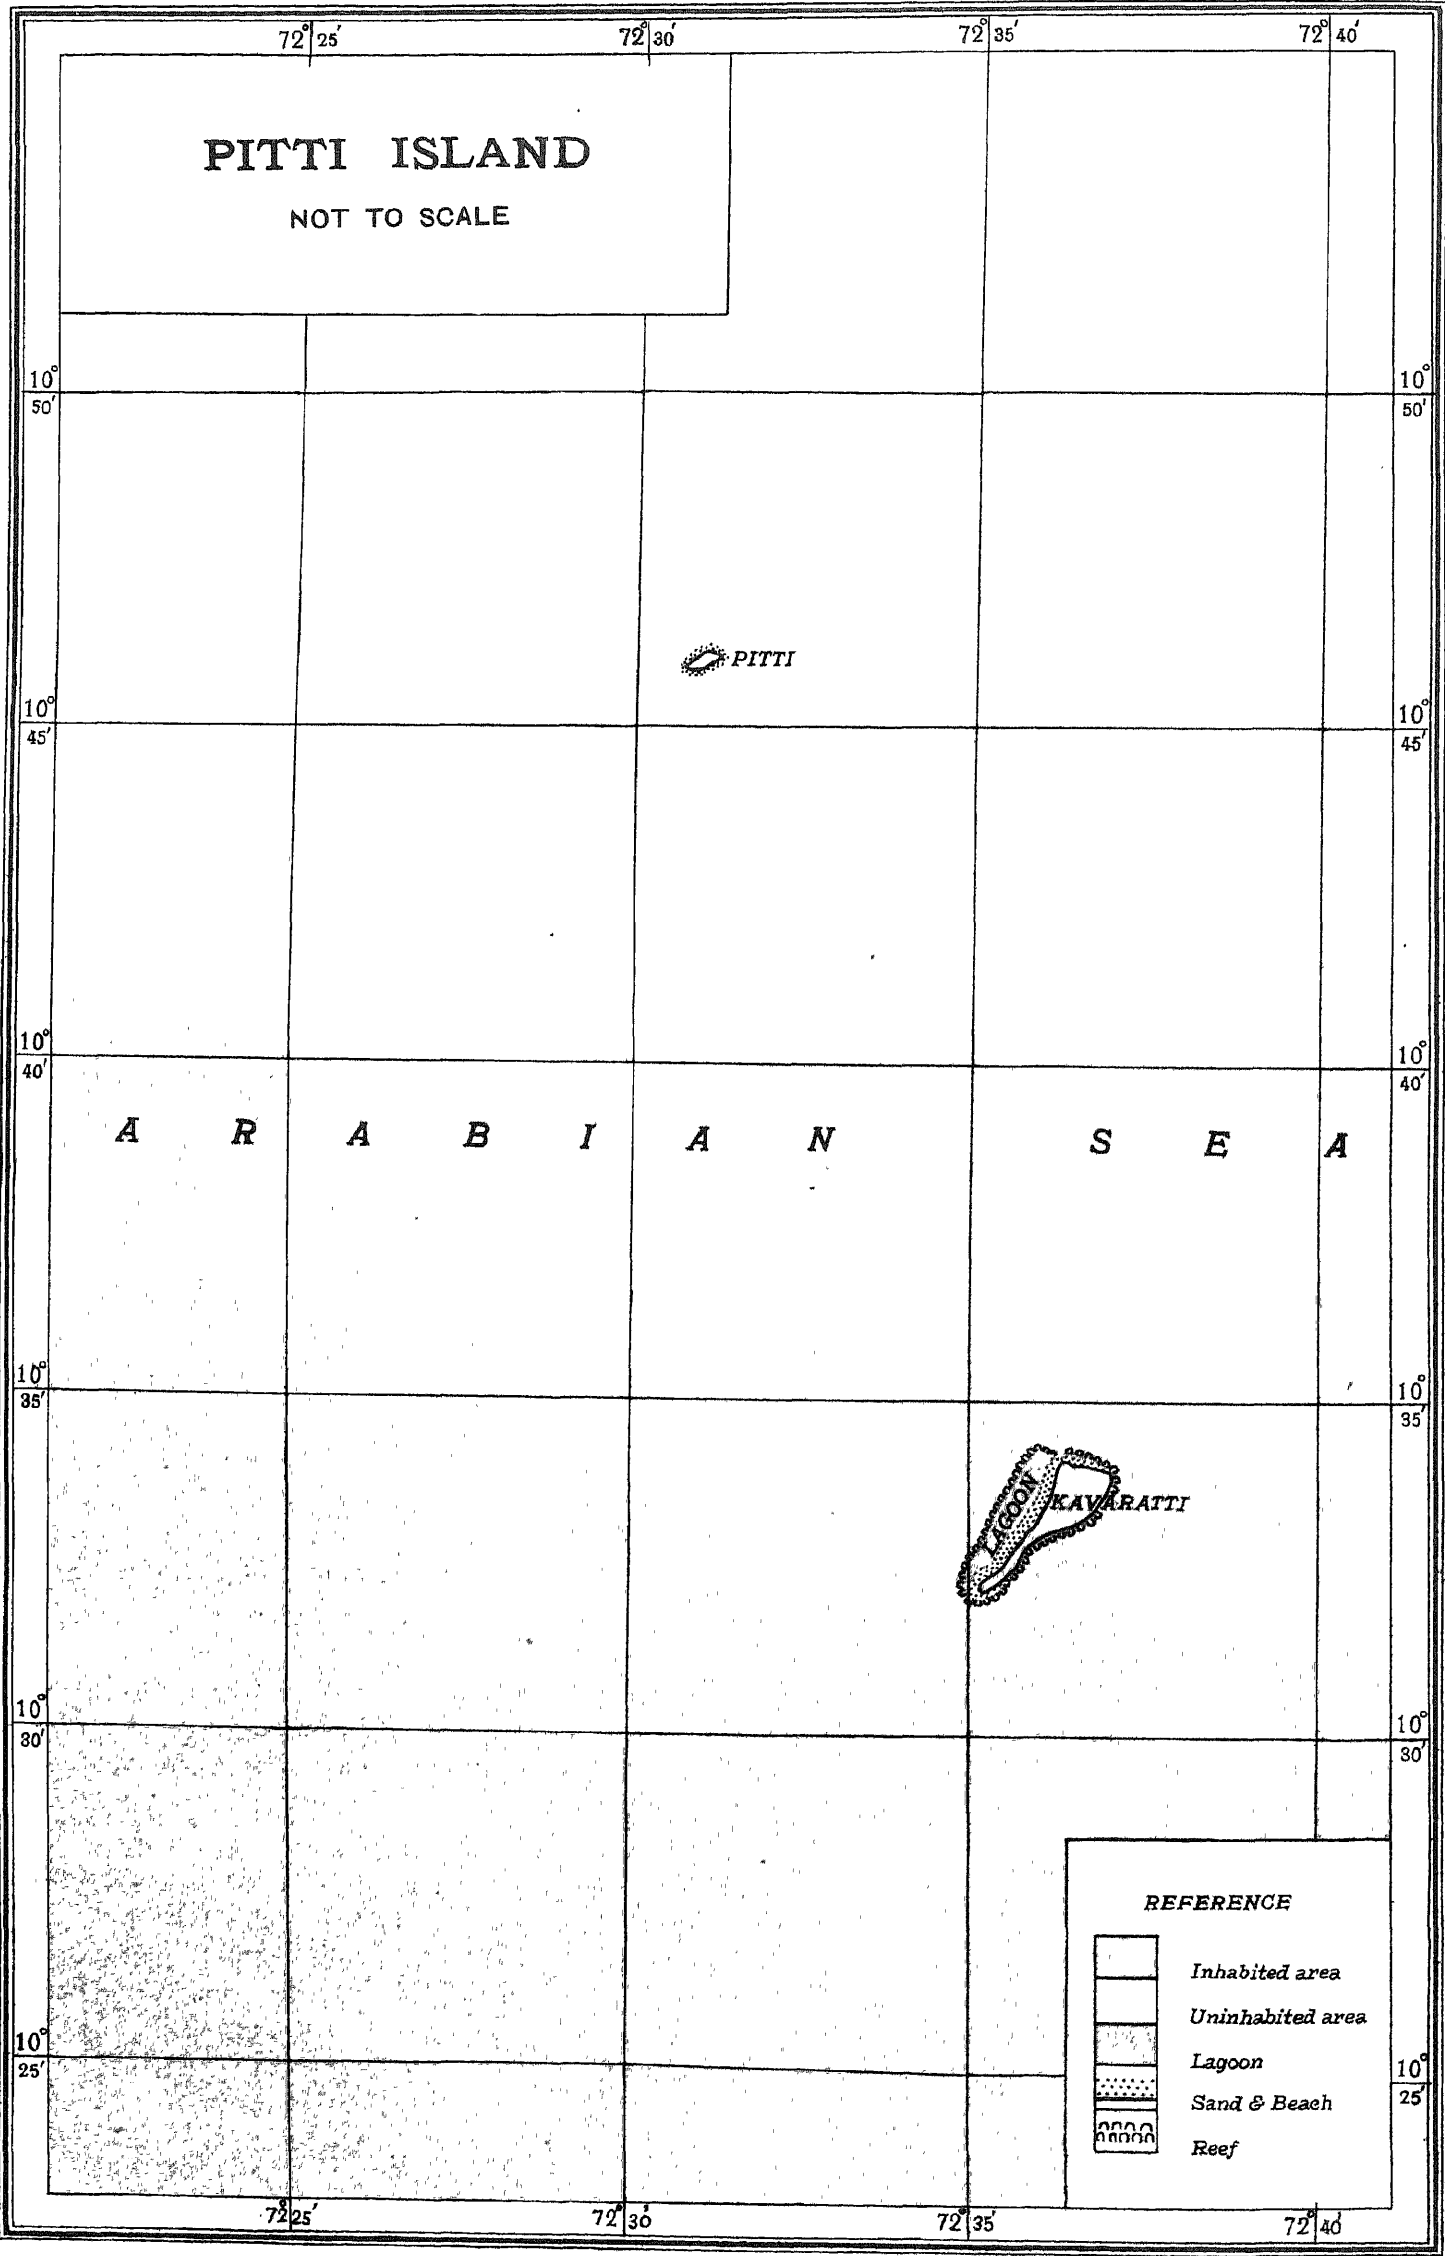 72° 25′ 72° 30′ 72° 35′ 72° 40′
PITTI ISLAND
NOT TO SCALE
10° 10°
50′ 50′
PITTI
10° 10°
45′ 45′
10° 10°
40′ 40′
ARABIAN SEA
10° 10°
35′ 35′
LAGOON
KAVARATTI
10° 10°
30′ 30′
REFERENCE
Inhabited area
Uninhabited area
10° Lagoon 10°
25′ Sand & Beach 25′
Reef
72° 25′ 72° 30′ 72° 35′ 72° 40′